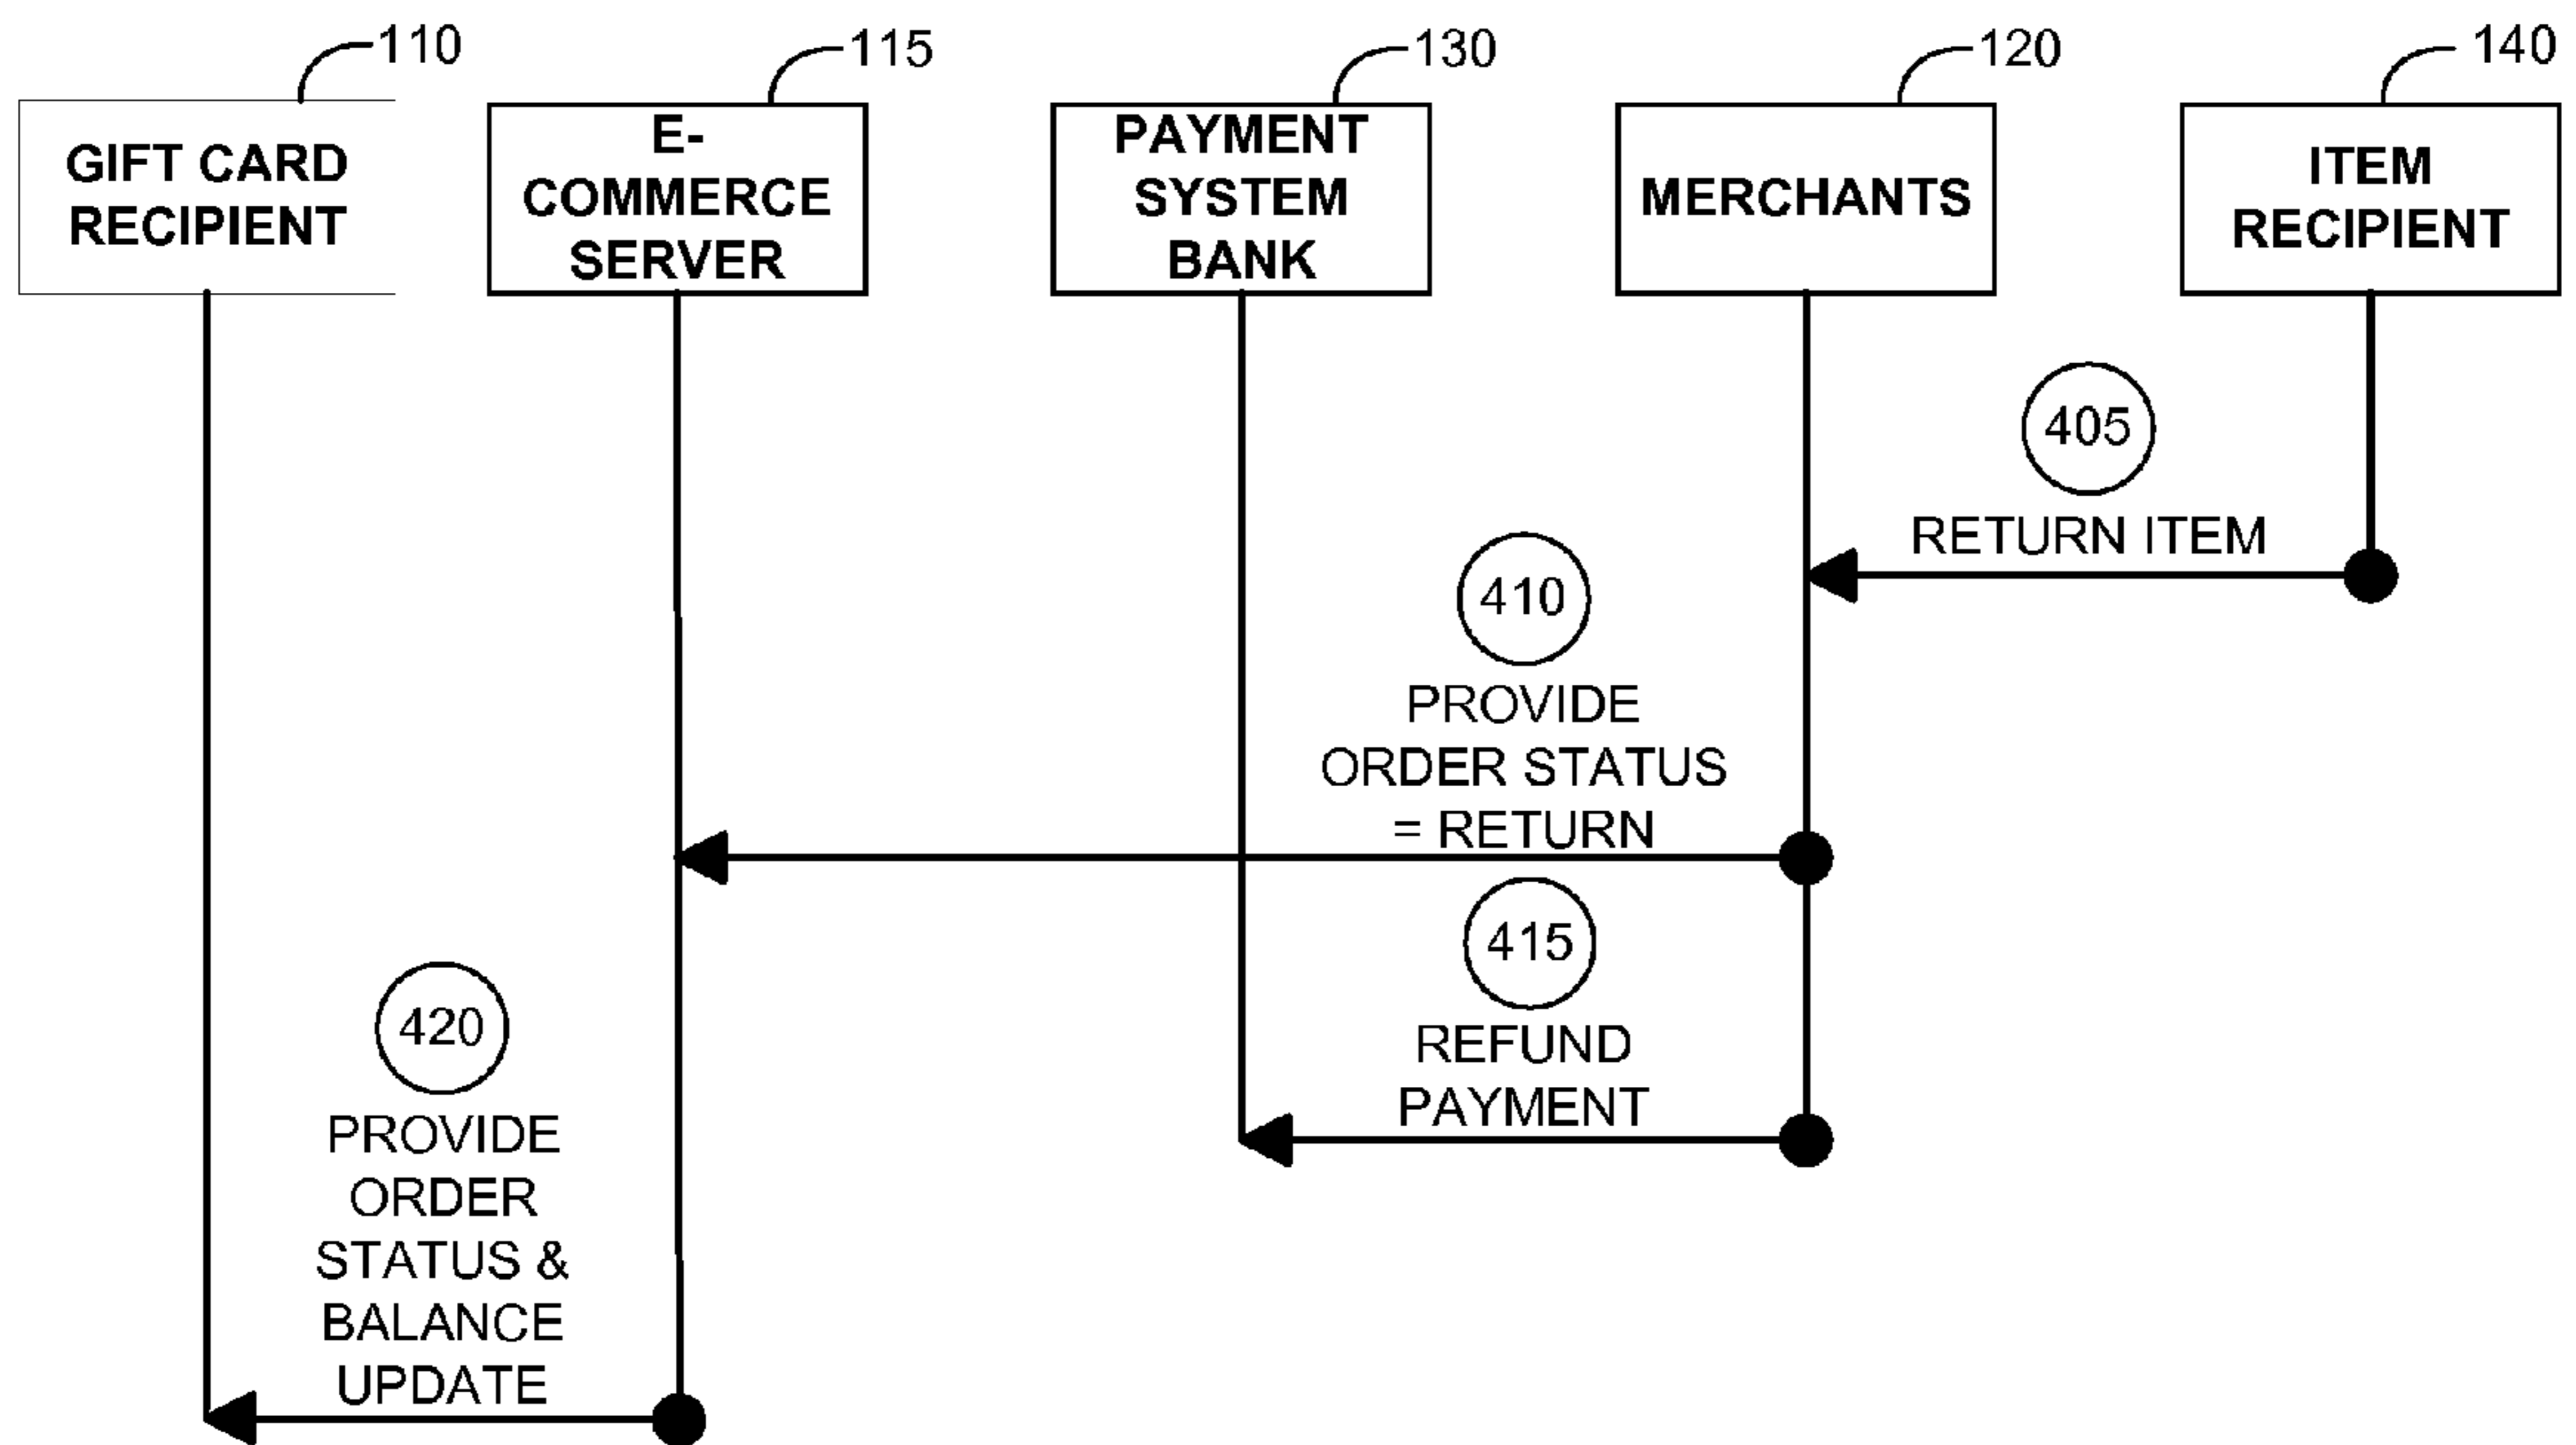 110
115
130
120
140
GIFT CARD
RECIPIENT
E-
COMMERCE
SERVER
PAYMENT
SYSTEM
BANK
MERCHANTS
ITEM
RECIPIENT
405
RETURN ITEM
410
PROVIDE
ORDER STATUS
= RETURN
415
REFUND
PAYMENT
420
PROVIDE
ORDER
STATUS &
BALANCE
UPDATE